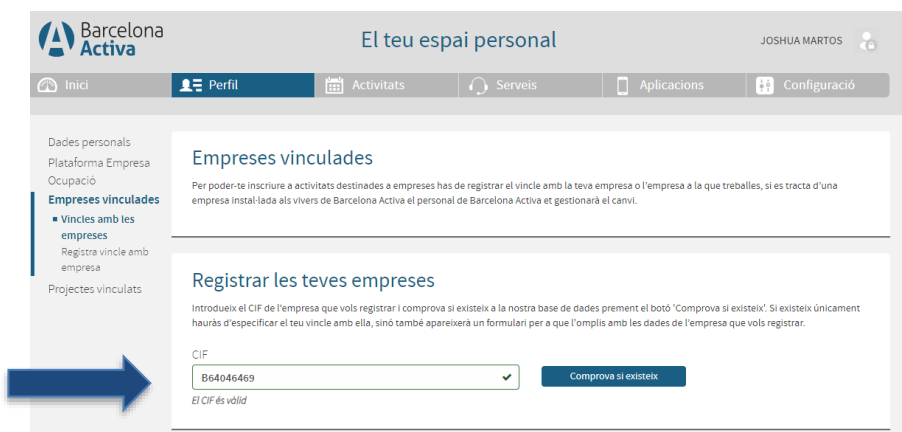 Barcelona
Activa
El teu espai personal
JOSHUA MARTOS
Inici
Perfil
Activitats
Serveis
Aplicacions
Configuració
Dades personals
Plataforma Empresa
Ocupació
Empreses vinculades
Vincles amb les
empreses
Registra vincle amb
empresa
Projectes vinculats
Empreses vinculades
Per poder-te inscriure a activitats destinades a empreses has de registrar el vincle amb la teva empresa o l'empresa a la que treballes, si es tracta d'una
empresa instal·lada als vivers de Barcelona Activa el personal de Barcelona Activa et gestionarà el canvi.
Registrar les teves empreses
Introdueix el CIF de l'empresa que vols registrar i comprova si existeix a la nostra base de dades prement el botó 'Comprova si existeix'. Si existeix únicament
hauràs d'especificar el teu vincle amb ella, sinó també apareixerà un formulari per a que l'omplis amb les dades de l'empresa que vols registrar.
CIF
B64046469
Comprova si existeix
El CIF és vàlid